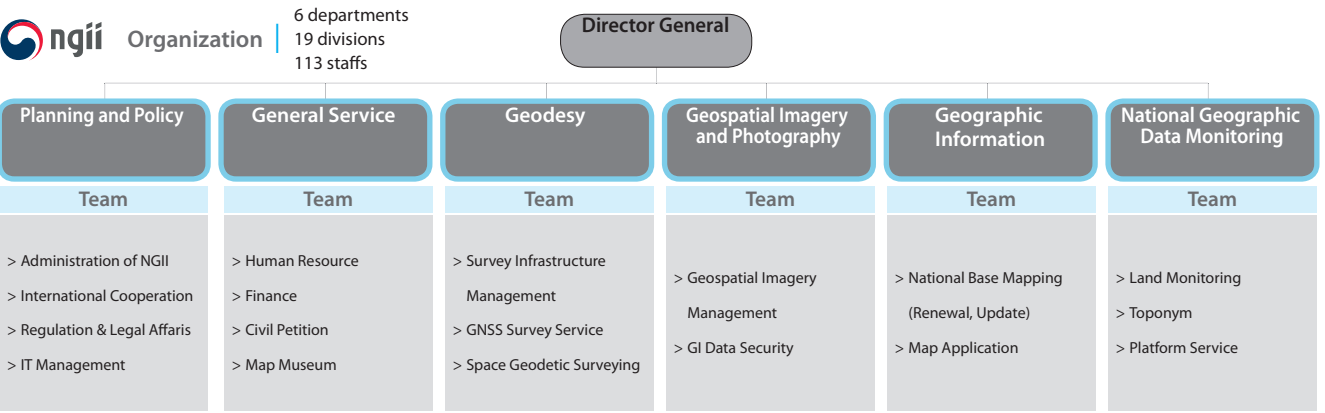 ngii Organization
6 departments
19 divisions
113 staffs
Director General
Planning and Policy
Team
> Administration of NGII
> International Cooperation
> Regulation & Legal Affaris
> IT Management
General Service
Team
> Human Resource
> Finance
> Civil Petition
> Map Museum
Geodesy
Team
> Survey Infrastructure
Management
> GNSS Survey Service
> Space Geodetic Surveying
Geospatial Imagery
and Photography
Team
> Geospatial Imagery
Management
> GI Data Security
Geographic
Information
Team
> National Base Mapping
(Renewal, Update)
> Map Application
National Geographic
Data Monitoring
Team
> Land Monitoring
> Toponym
> Platform Service